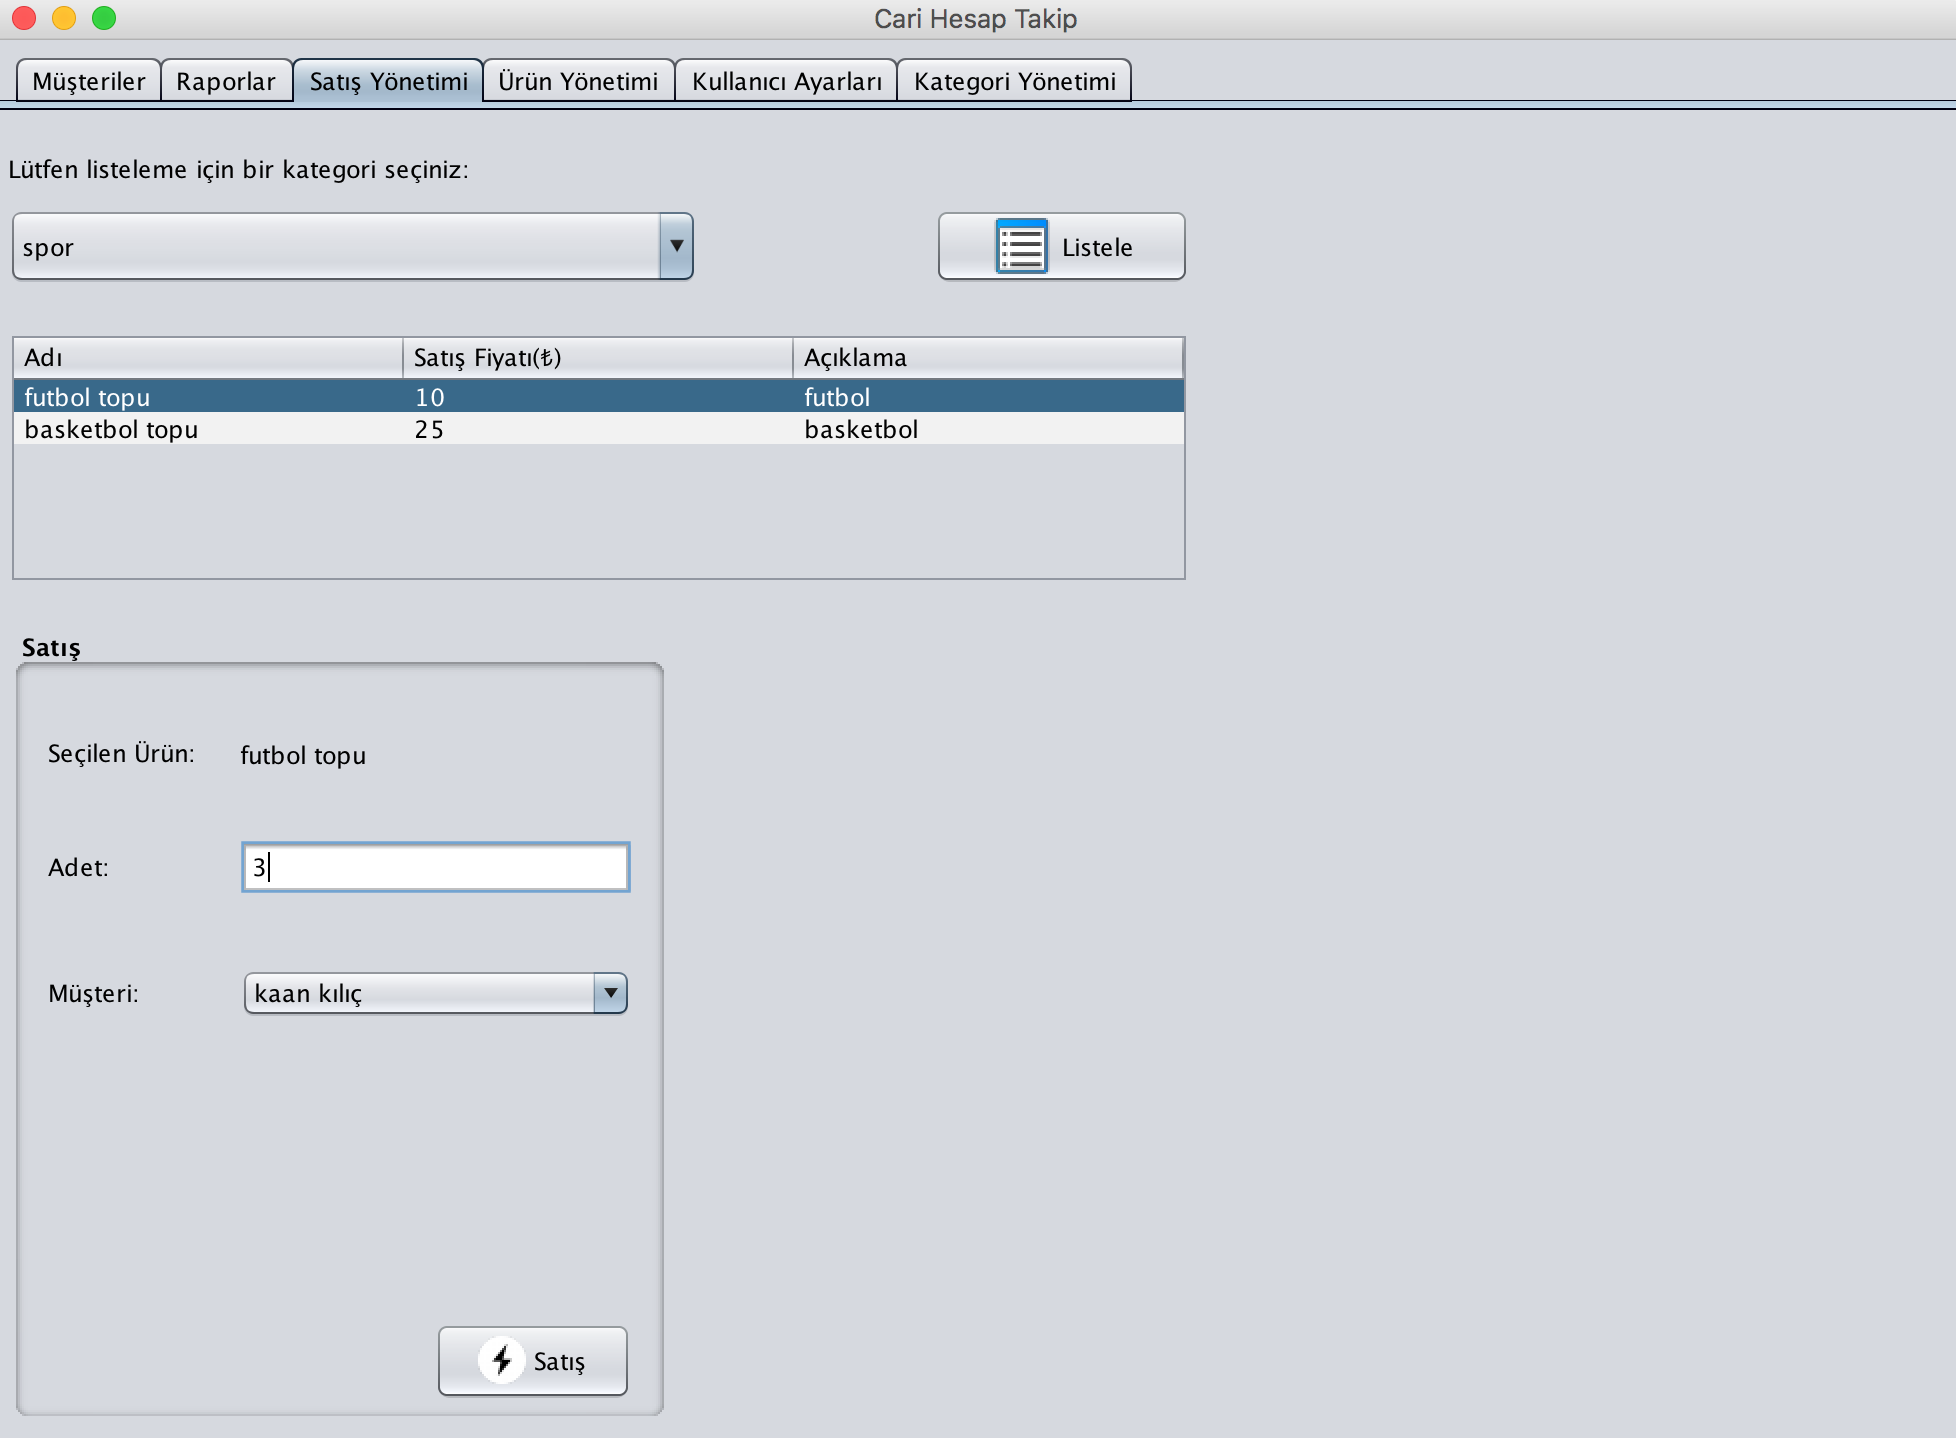 Cari Hesap Takip
Müşteriler Raporlar Satış Yönetimi Ürün Yönetimi Kullanıcı Ayarları Kategori Yönetimi
Lütfen listeleme için bir kategori seçiniz:
spor Listele
Adı Satış Fiyatı(₺) Açıklama
futbol topu 10 futbol
basketbol topu 25 basketbol
Satış
Seçilen Ürün: futbol topu
Adet: 3
Müşteri: kaan kılıç
Satış